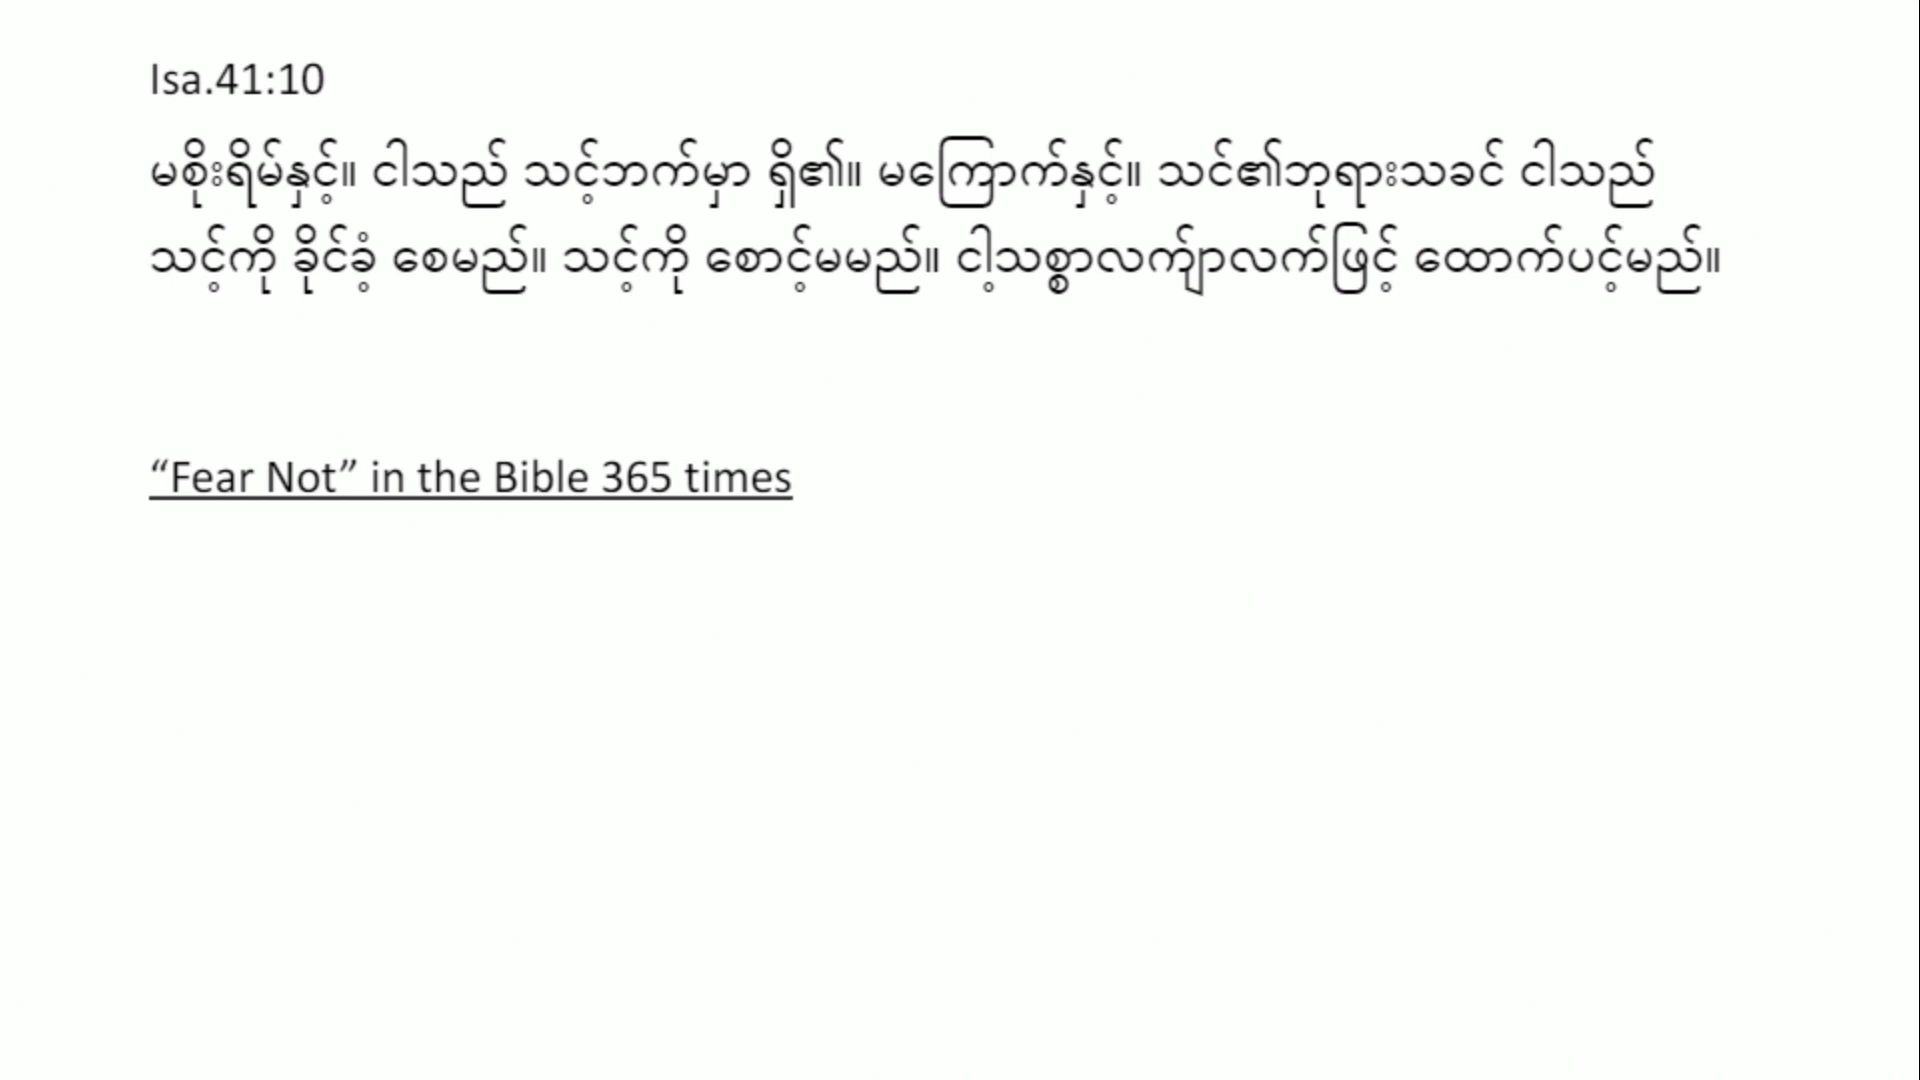 Isa.41:10
မစိုးရိမ်နှင့်။ ငါသည် သင့်ဘက်မှာ ရှိ၏။ မကြောက်နှင့်။ သင်၏ဘုရားသခင် ငါသည်
သင့်ကို ခိုင်ခံ့ စေမည်။ သင့်ကို စောင့်မမည်။ ငါ့သစ္စာလက်ျာလက်ဖြင့် ထောက်ပင့်မည်။
“Fear Not” in the Bible 365 times